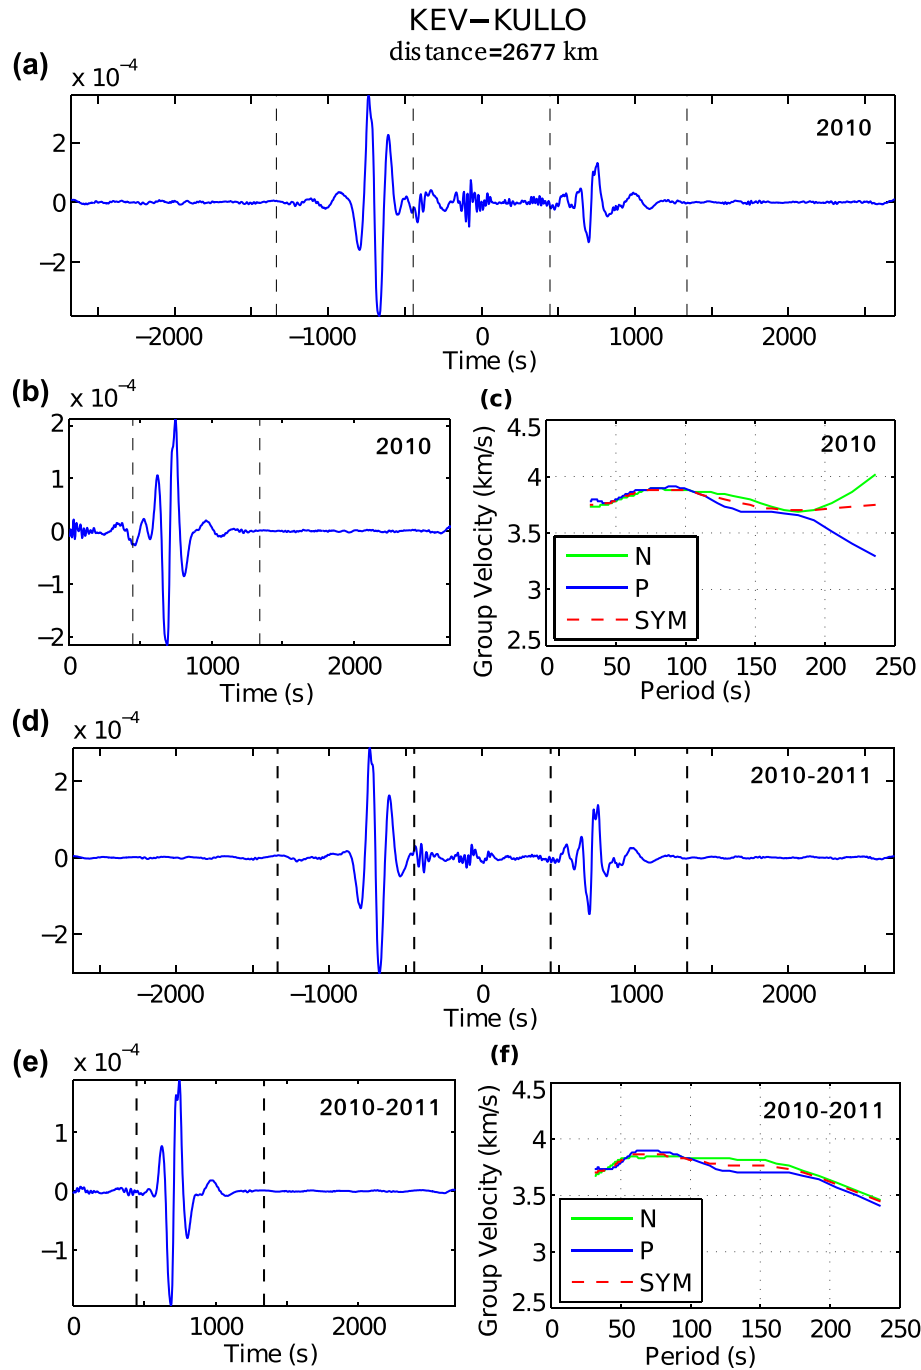 KEV−KULLO
distance=2677 km
(a)
x 10⁻⁴
2010
2
0
−2
−2000 −1000 0 1000 2000
Time (s)
(b)
x 10⁻⁴
2010
2
1
0
−1
−2
0 1000 2000
Time (s)
(c)
2010
Group Velocity (km/s)
4.5
4
3.5
3
2.5
N
P
SYM
0 50 100 150 200 250
Period (s)
(d)
x 10⁻⁴
2010-2011
2
0
−2
−2000 −1000 0 1000 2000
Time (s)
(e)
x 10⁻⁴
2010-2011
1
0
−1
0 1000 2000
Time (s)
(f)
2010-2011
Group Velocity (km/s)
4.5
4
3.5
3
2.5
N
P
SYM
0 50 100 150 200 250
Period (s)